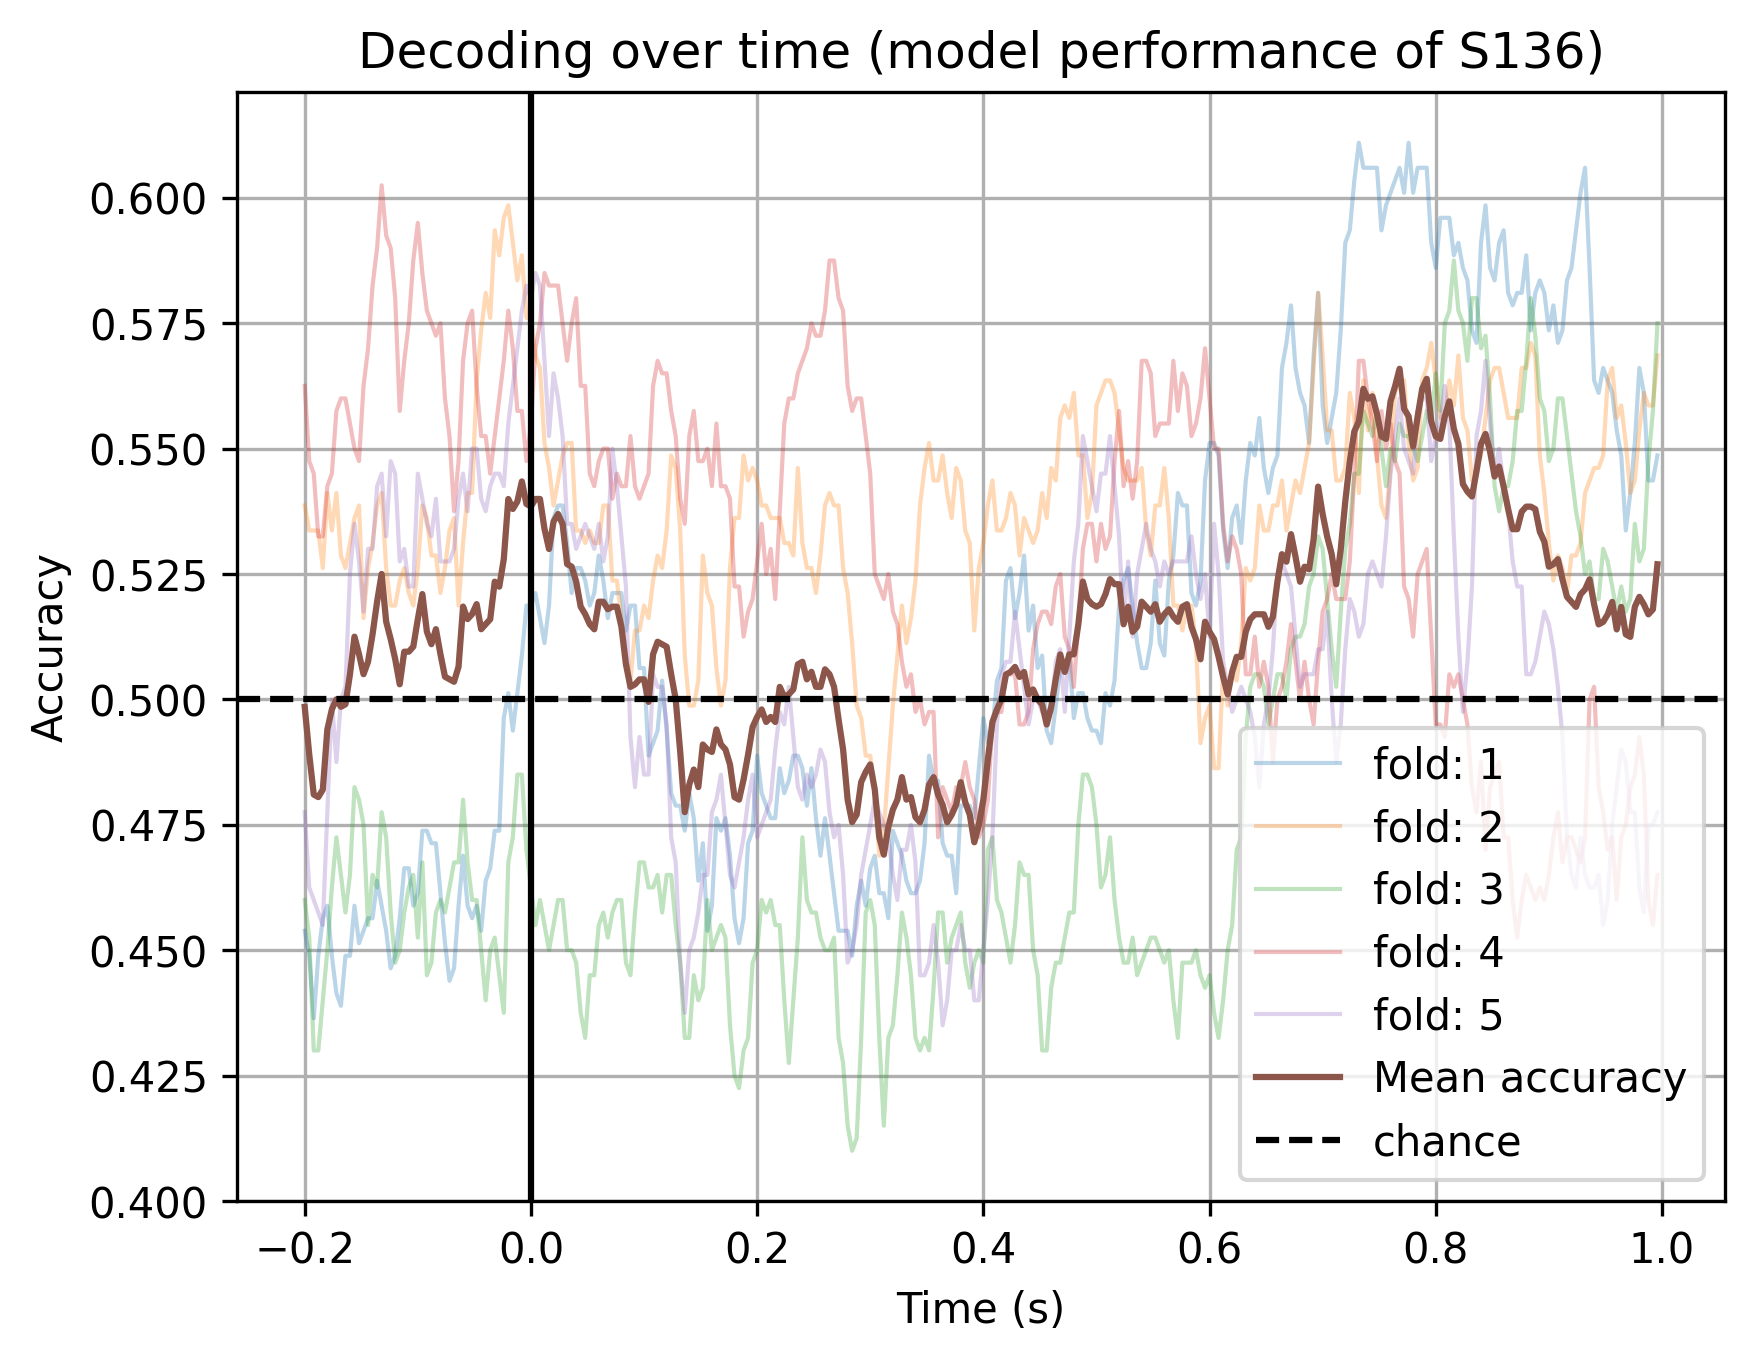 Decoding over time (model performance of S136)
0.600
0.575
0.550
0.525
0.500
0.475
0.450
0.425
0.400
Accuracy
−0.2 0.0 0.2 0.4 0.6 0.8 1.0
Time (s)
fold: 1
fold: 2
fold: 3
fold: 4
fold: 5
Mean accuracy
chance